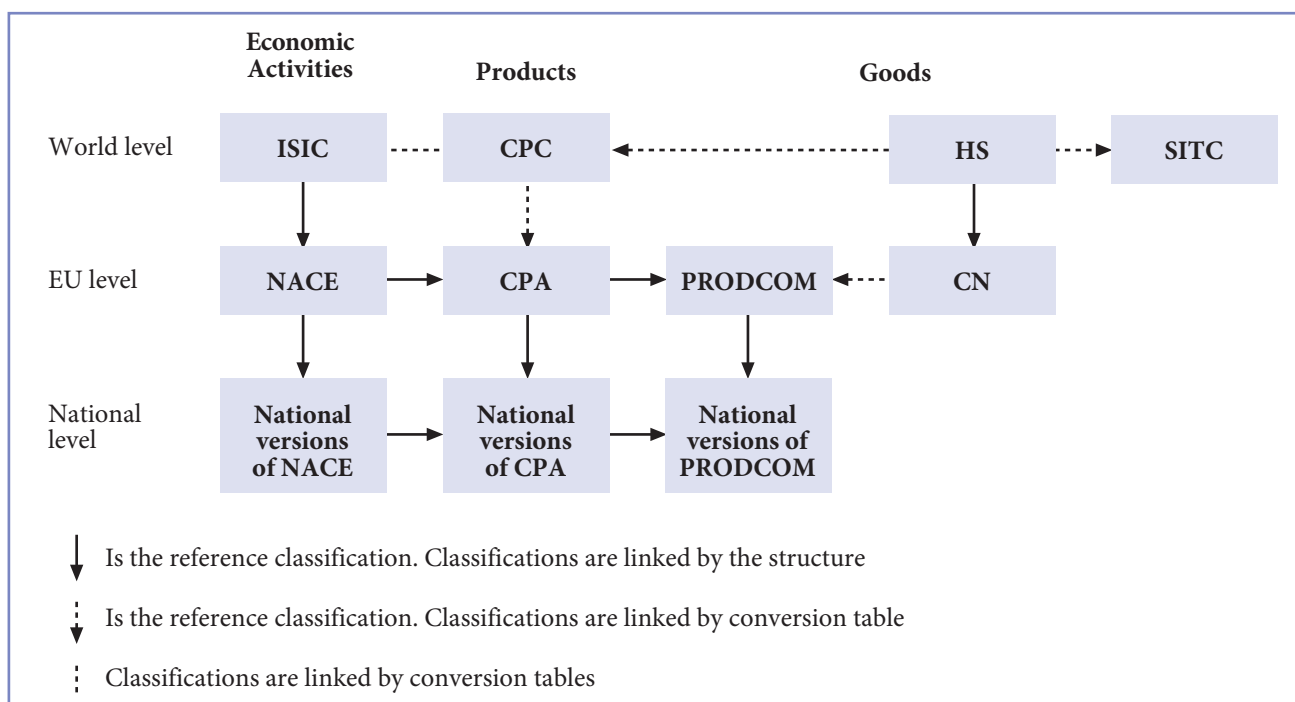 Economic
Activities
Products
Goods
World level
ISIC
CPC
HS
SITC
EU level
NACE
CPA
PRODCOM
CN
National
level
National
versions
of NACE
National
versions
of CPA
National
versions of
PRODCOM
Is the reference classification. Classifications are linked by the structure
Is the reference classification. Classifications are linked by conversion table
Classifications are linked by conversion tables